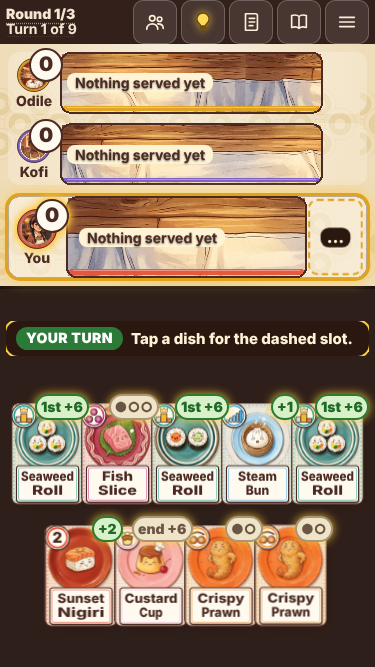 Round 1/3
Turn 1 of 9
0
Odile
Nothing served yet
0
Kofi
Nothing served yet
0
You
Nothing served yet
...
YOUR TURN Tap a dish for the dashed slot.
1st +6
1st +6
+1
1st +6
Seaweed
Roll
Fish
Slice
Seaweed
Roll
Steam
Bun
Seaweed
Roll
2
+2
end +6
Sunset
Nigiri
Custard
Cup
Crispy
Prawn
Crispy
Prawn